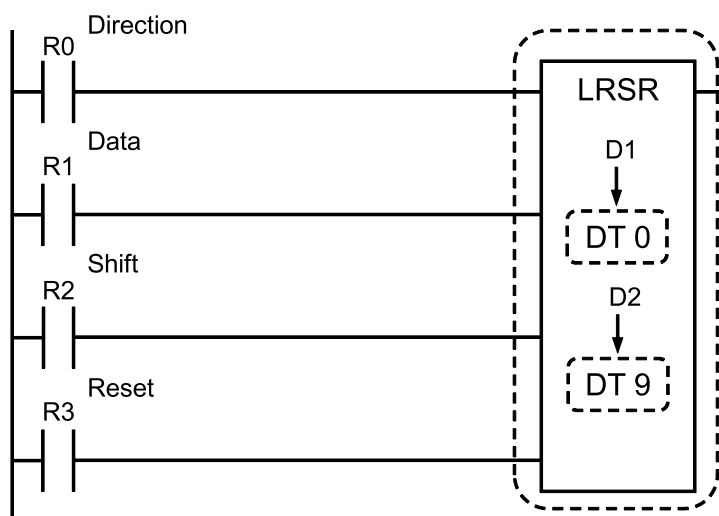 Direction
R0
LRSR
Data
D1
R1
DT 0
Shift
R2
D2
Reset
DT 9
R3